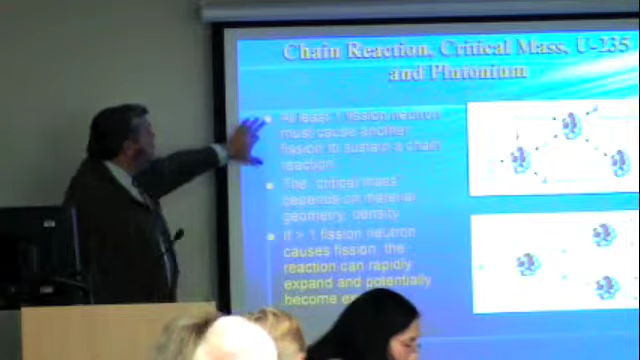 Chain Reaction, Critical Mass, U-235
and Plutonium
At least 1 fission neutron
must cause another
fission to sustain a chain
reaction
The critical mass
depends on material
geometry, density
If > 1 fission neutron
causes fission, the
reaction can rapidly
expand and potentially
become